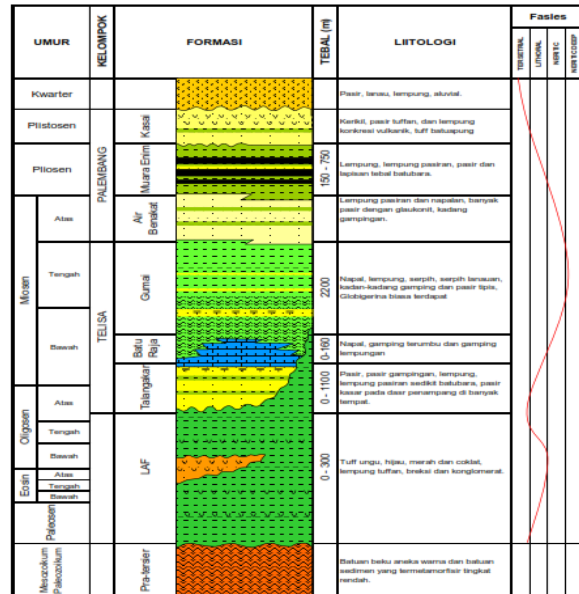 UMUR
KELOMPOK
FORMASI
TEBAL (m)
LIITOLOGI
Fasies
TERSETRIAL
LITHORAL
NERITIC
NERITIC DEEP
Kwarter
Pasir, lanau, lempung, aluvial.
Plistosen
PALEMBANG
Kasai
Kerikil, pasir tuffan, dan lempung
konkresi vulkanik, tuff batuapung
Pliosen
Muara Enim
150 - 750
Lempung, lempung pasiran, pasir dan
lapisan tebal batubara.
Miosen
Atas
Air
Benakat
Lempung pasiran dan napalan, banyak
pasir dengan glaukonit, kadang
gampingan.
Tengah
TELISA
Gumai
2200
Napal, lempung, serpih, serpih lanauan,
kadan-kadang gamping dan pasir tipis,
Globigerina biasa terdapat
Bawah
Batu
Raja
0-160
Napal, gamping terumbu dan gamping
lempungan
Talangakar
0 - 1100
Pasir, pasir gampingan, lempung,
lempung pasiran sedikit batubara, pasir
kasar pada dasr penampang di banyak
tempat.
Oligosen
Atas
Tengah
Bawah
LAF
0 - 300
Tuff ungu, hijau, merah dan coklat,
lempung tuffan, breksi dan konglomerat.
Eosin
Atas
Tengah
Bawah
Paleosen
Mesozoikum
Paleozoikum
Pra-tersier
Batuan beku aneka warna dan batuan
sedimen yang termetamorfisir tingkat
rendah.